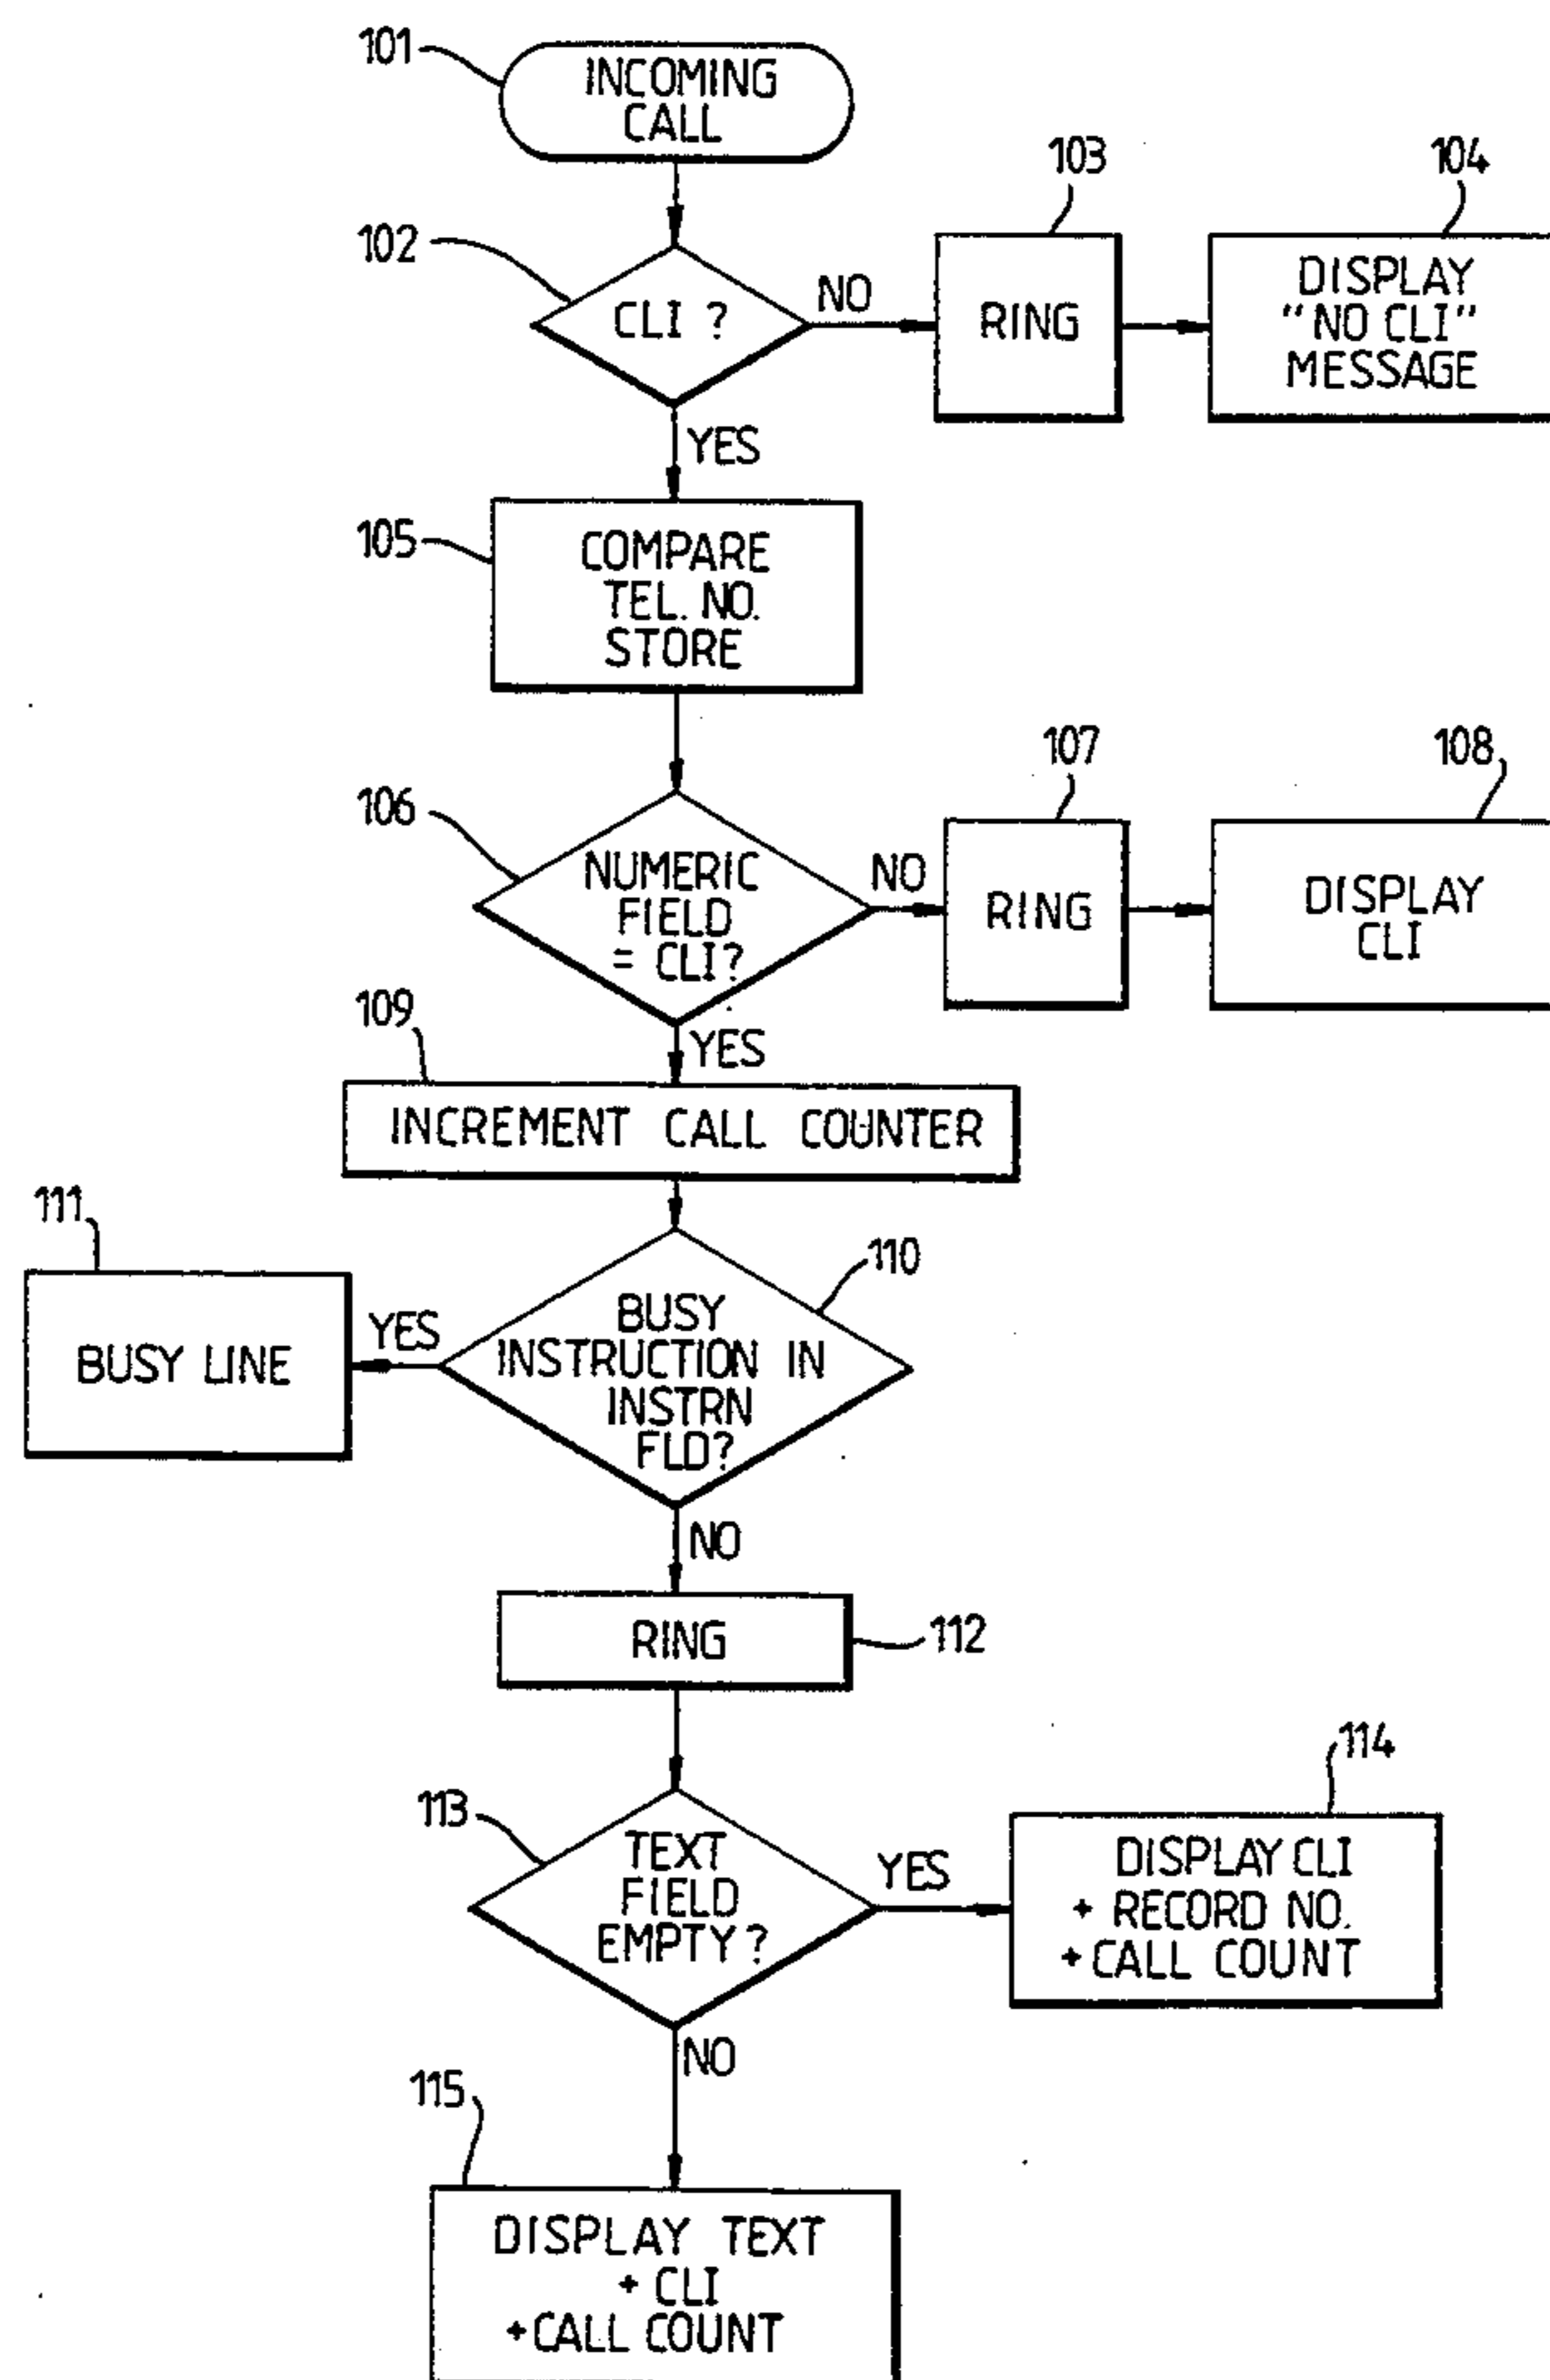 101
INCOMING
CALL
102
CLI ?
NO
103
RING
104
DISPLAY
"NO CLI"
MESSAGE
YES
105
COMPARE
TEL. NO.
STORE
106
NUMERIC
FIELD
= CLI?
NO
107
RING
108
DISPLAY
CLI
YES
109
INCREMENT CALL COUNTER
110
BUSY
INSTRUCTION IN
INSTRN
FLD?
YES
111
BUSY LINE
NO
RING
112
113
TEXT
FIELD
EMPTY?
YES
114
DISPLAY CLI
+ RECORD NO.
+ CALL COUNT
NO
115
DISPLAY TEXT
+ CLI
+ CALL COUNT